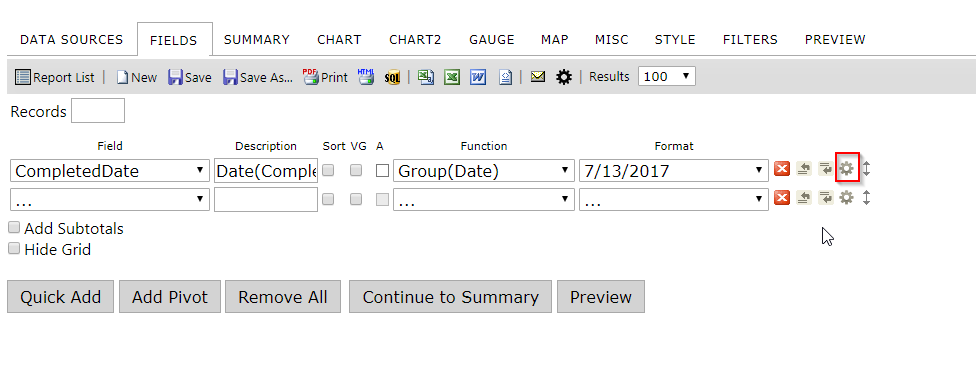 DATA SOURCES FIELDS SUMMARY CHART CHART2 GAUGE MAP MISC STYLE FILTERS PREVIEW
Report List | New Save Save As... PDF Print HTML SQL | W | Results 100
Records
Field Description Sort VG A Function Format
CompletedDate Date(Comple Group(Date) 7/13/2017
... ... ...
Add Subtotals
Hide Grid
Quick Add Add Pivot Remove All Continue to Summary Preview